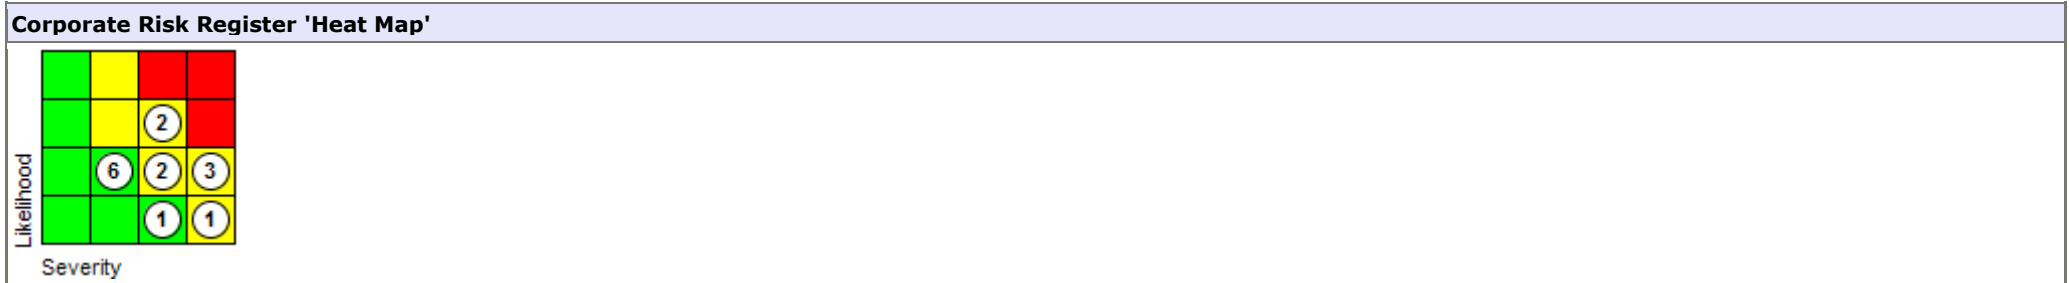 Corporate Risk Register 'Heat Map'
2
6 2 3
1 1
Likelihood
Severity